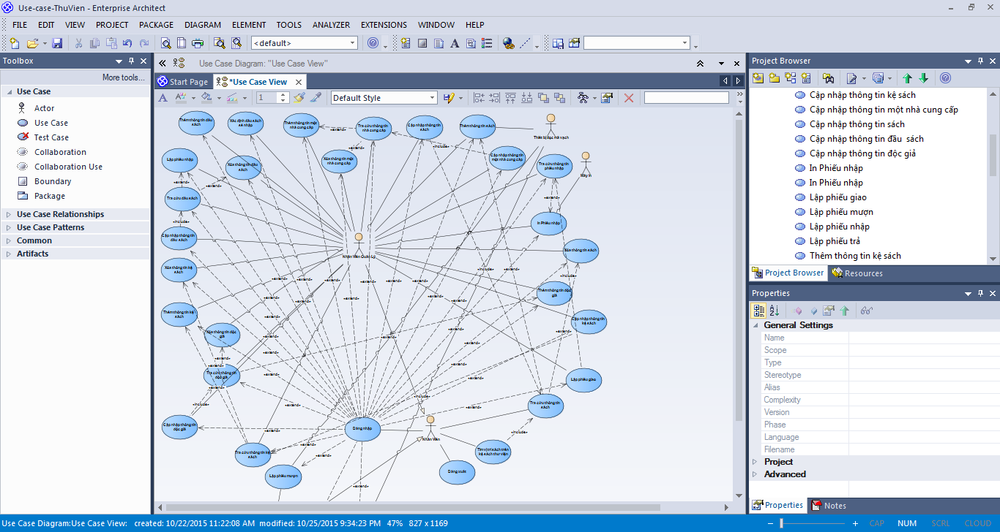 Use-case-ThuVien - Enterprise Architect
FILE EDIT VIEW PROJECT PACKAGE DIAGRAM ELEMENT TOOLS ANALYZER EXTENSIONS WINDOW HELP
<default>
Toolbox
More tools...
Use Case
Actor
Use Case
Test Case
Collaboration
Collaboration Use
Boundary
Package
Use Case Relationships
Use Case Patterns
Common
Artifacts
Use Case Diagram: "Use Case View"
Start Page
*Use Case View
1
Default Style
Thêm thông tin đầu
sách
Xác định đầu sách
sẽ nhập
Thêm thông tin một
nhà cung cấp
Tra cứu thông tin
nhà cung cấp
Cập nhập thông tin
sách
Thêm thông tin sách
Thiết bị đọc mã vạch
Lập phiếu nhập
Xóa thông tin đầu
sách
Xóa thông tin một
nhà cung cấp
Cập nhập thông tin
một nhà cung cấp
Tra cứu thông tin
phiếu nhập
Máy in
Tra cứu đầu sách
In Phiếu nhập
Cập nhập thông tin
đầu sách
Nhân Viên Quản Lý
Xóa thông tin sách
Xóa thông tin kệ
sách
Thêm thông tin độc
giả
Thêm thông tin kệ
sách
Cập nhập thông tin
kệ sách
Xóa thông tin độc
giả
Tra cứu thông tin
độc giả
Lập phiếu giao
Tra cứu thông tin
sách
Cập nhập thông tin
độc giả
Đăng nhập
Nhân Viên
Tra cứu thông tin kệ
sách
Tìm vị trí sách trên
kệ sách thư viện
Lập phiếu mượn
Đăng xuất
«extend»
«include»
Project Browser
Cập nhập thông tin kệ sách
Cập nhập thông tin một nhà cung cấp
Cập nhập thông tin sách
Cập nhập thông tin đầu sách
Cập nhập thông tin độc giả
In Phiếu nhập
In Phiếu nhập
Lập phiếu giao
Lập phiếu mượn
Lập phiếu nhập
Lập phiếu trả
Thêm thông tin kệ sách
Project Browser
Resources
Properties
General Settings
Name
Scope
Type
Stereotype
Alias
Complexity
Version
Phase
Language
Filename
Project
Advanced
Properties
Notes
Use Case Diagram:Use Case View: created: 10/22/2015 11:22:08 AM modified: 10/25/2015 9:34:23 PM 47% 827 x 1169
CAP NUM SCRL CLOUD